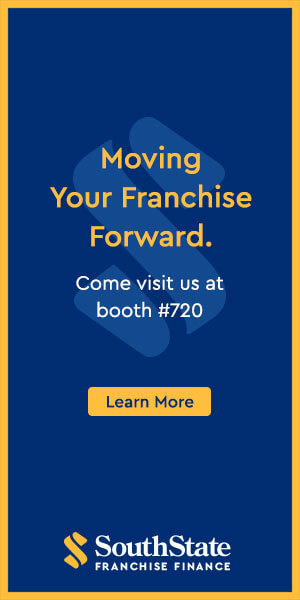 Moving
Your Franchise
Forward.
Come visit us at
booth #720
Learn More
SouthState
FRANCHISE FINANCE